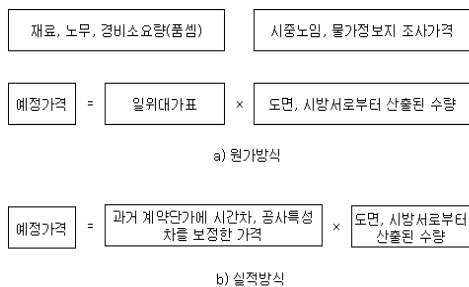 재료, 노무, 경비소요량(품셈)
시중노임, 물가정보지 조사가격
예정가격 = 일위대가표 × 도면, 시방서로부터 산출된 수량
a) 원가방식
예정가격 = 과거 계약단가에 시간차, 공사특성
차를 보정한 가격 × 도면, 시방서로부터
산출된 수량
b) 실적방식